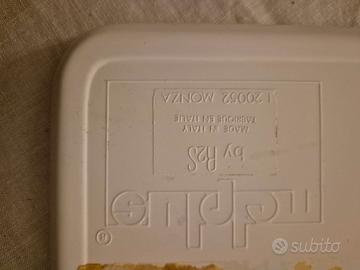 ®
by R2S
MADE IN ITALY
FABRIQUE EN ITALIE
I 20052 MONZA
subito